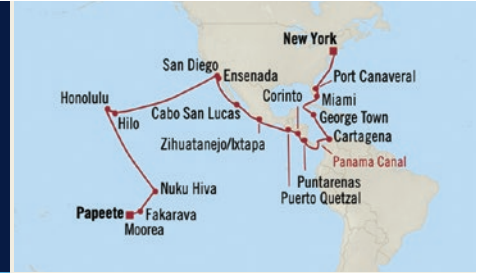 New York
San Diego
Ensenada
Port Canaveral
Honolulu
Corinto
Miami
Hilo
Cabo San Lucas
George Town
Cartagena
Zihuatanejo/Ixtapa
Panama Canal
Nuku Hiva
Puntarenas
Puerto Quetzal
Papeete
Fakarava
Moorea